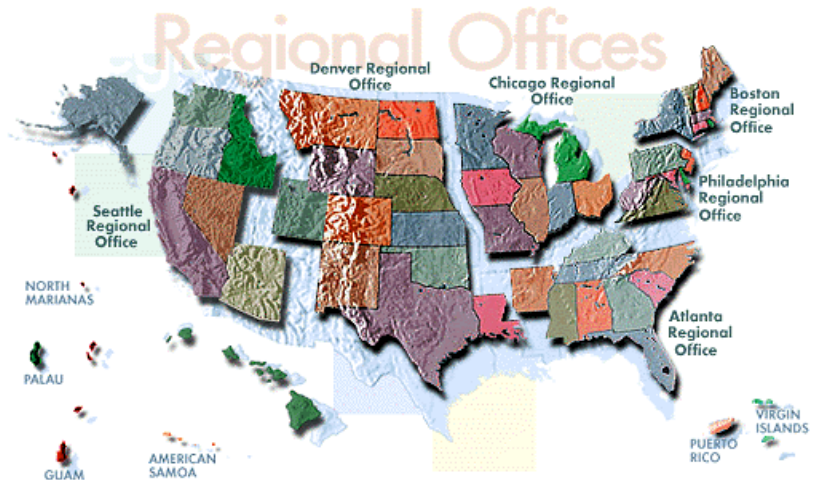 Regional Offices
Denver Regional
Office
Chicago Regional
Office
Boston
Regional
Office
Philadelphia
Regional
Office
Seattle
Regional
Office
NORTH
MARIANAS
Atlanta
Regional
Office
PALAU
VIRGIN
ISLANDS
PUERTO
RICO
AMERICAN
SAMOA
GUAM